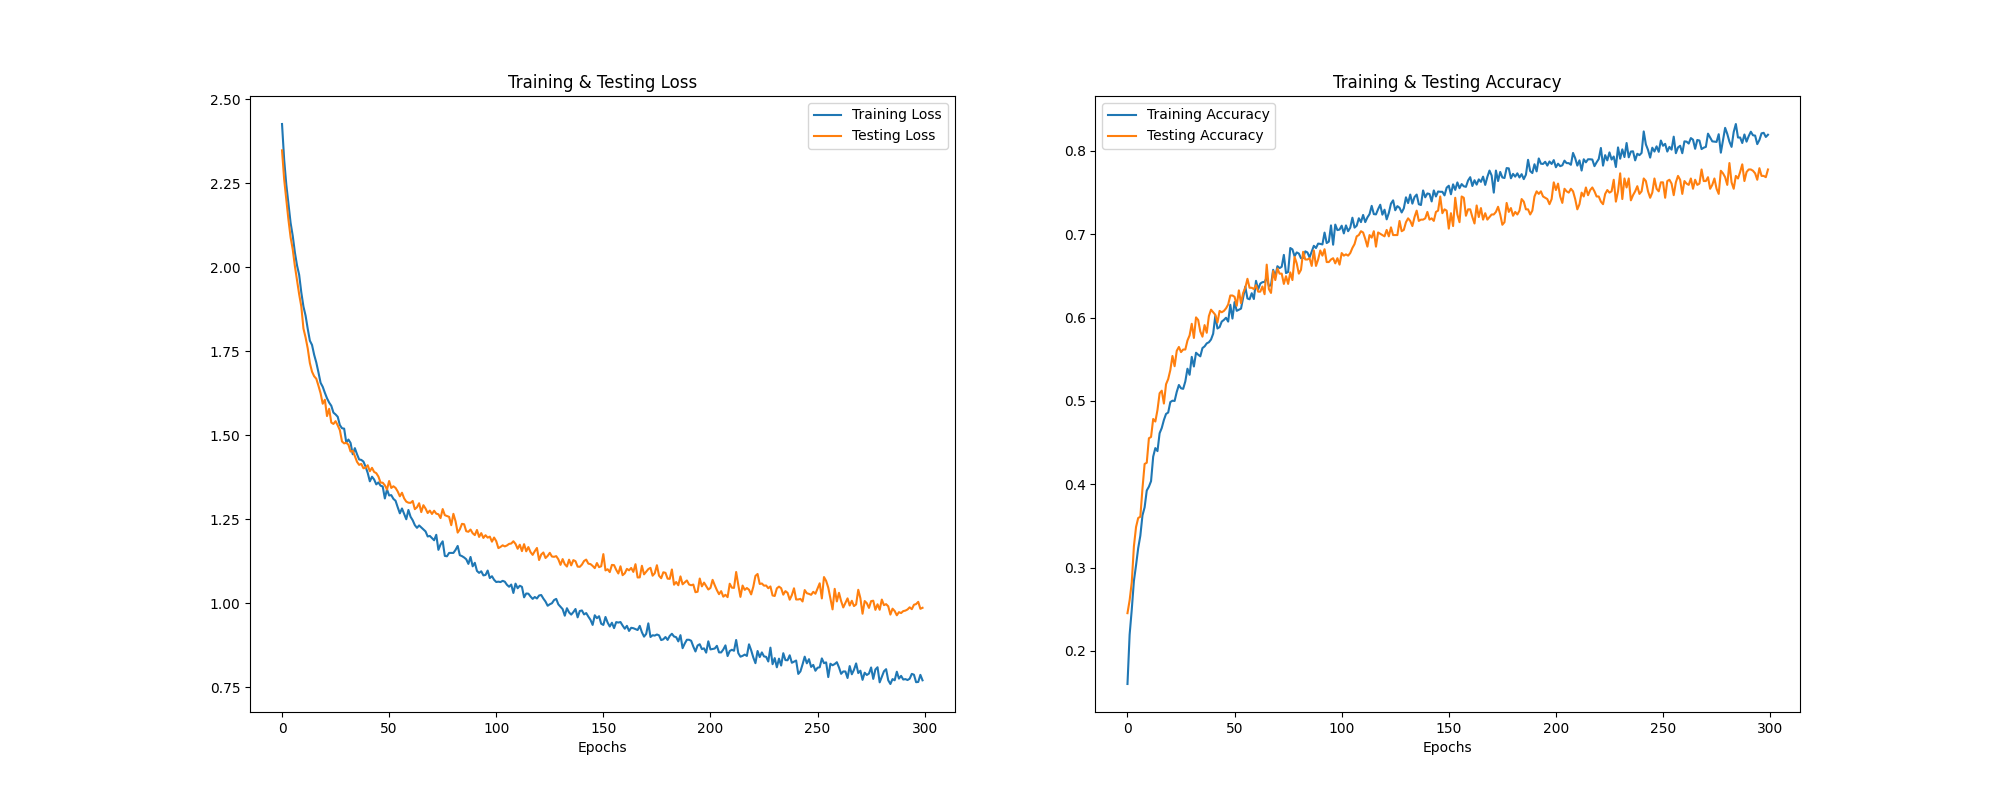 Training & Testing Loss
Training Loss
Testing Loss
2.50
2.25
2.00
1.75
1.50
1.25
1.00
0.75
0 50 100 150 200 250 300
Epochs
Training & Testing Accuracy
Training Accuracy
Testing Accuracy
0.8
0.7
0.6
0.5
0.4
0.3
0.2
0 50 100 150 200 250 300
Epochs